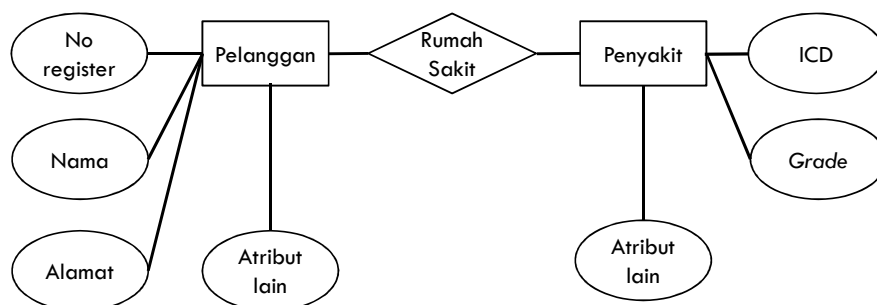 No
register
Pelanggan
Rumah
Sakit
Penyakit
ICD
Nama
Grade
Alamat
Atribut
lain
Atribut
lain